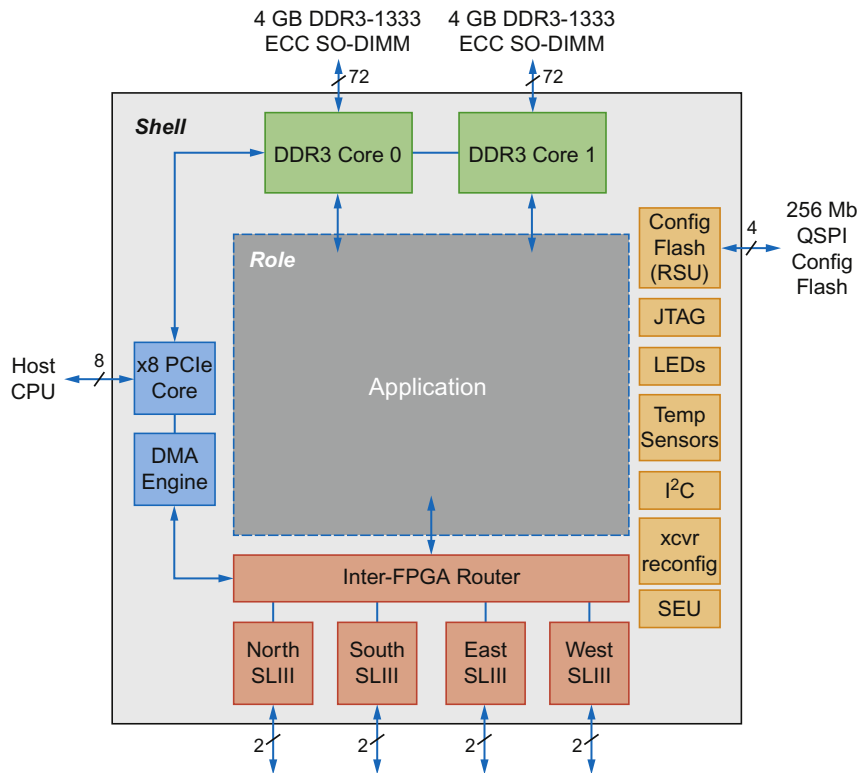 4 GB DDR3-1333
ECC SO-DIMM
4 GB DDR3-1333
ECC SO-DIMM
72
72
Shell
DDR3 Core 0
DDR3 Core 1
Config
Flash
(RSU)
4
256 Mb
QSPI
Config
Flash
Role
JTAG
Host
CPU
8
x8 PCIe
Core
Application
LEDs
Temp
Sensors
DMA
Engine
I²C
xcvr
reconfig
Inter-FPGA Router
SEU
North
SLIII
South
SLIII
East
SLIII
West
SLIII
2
2
2
2